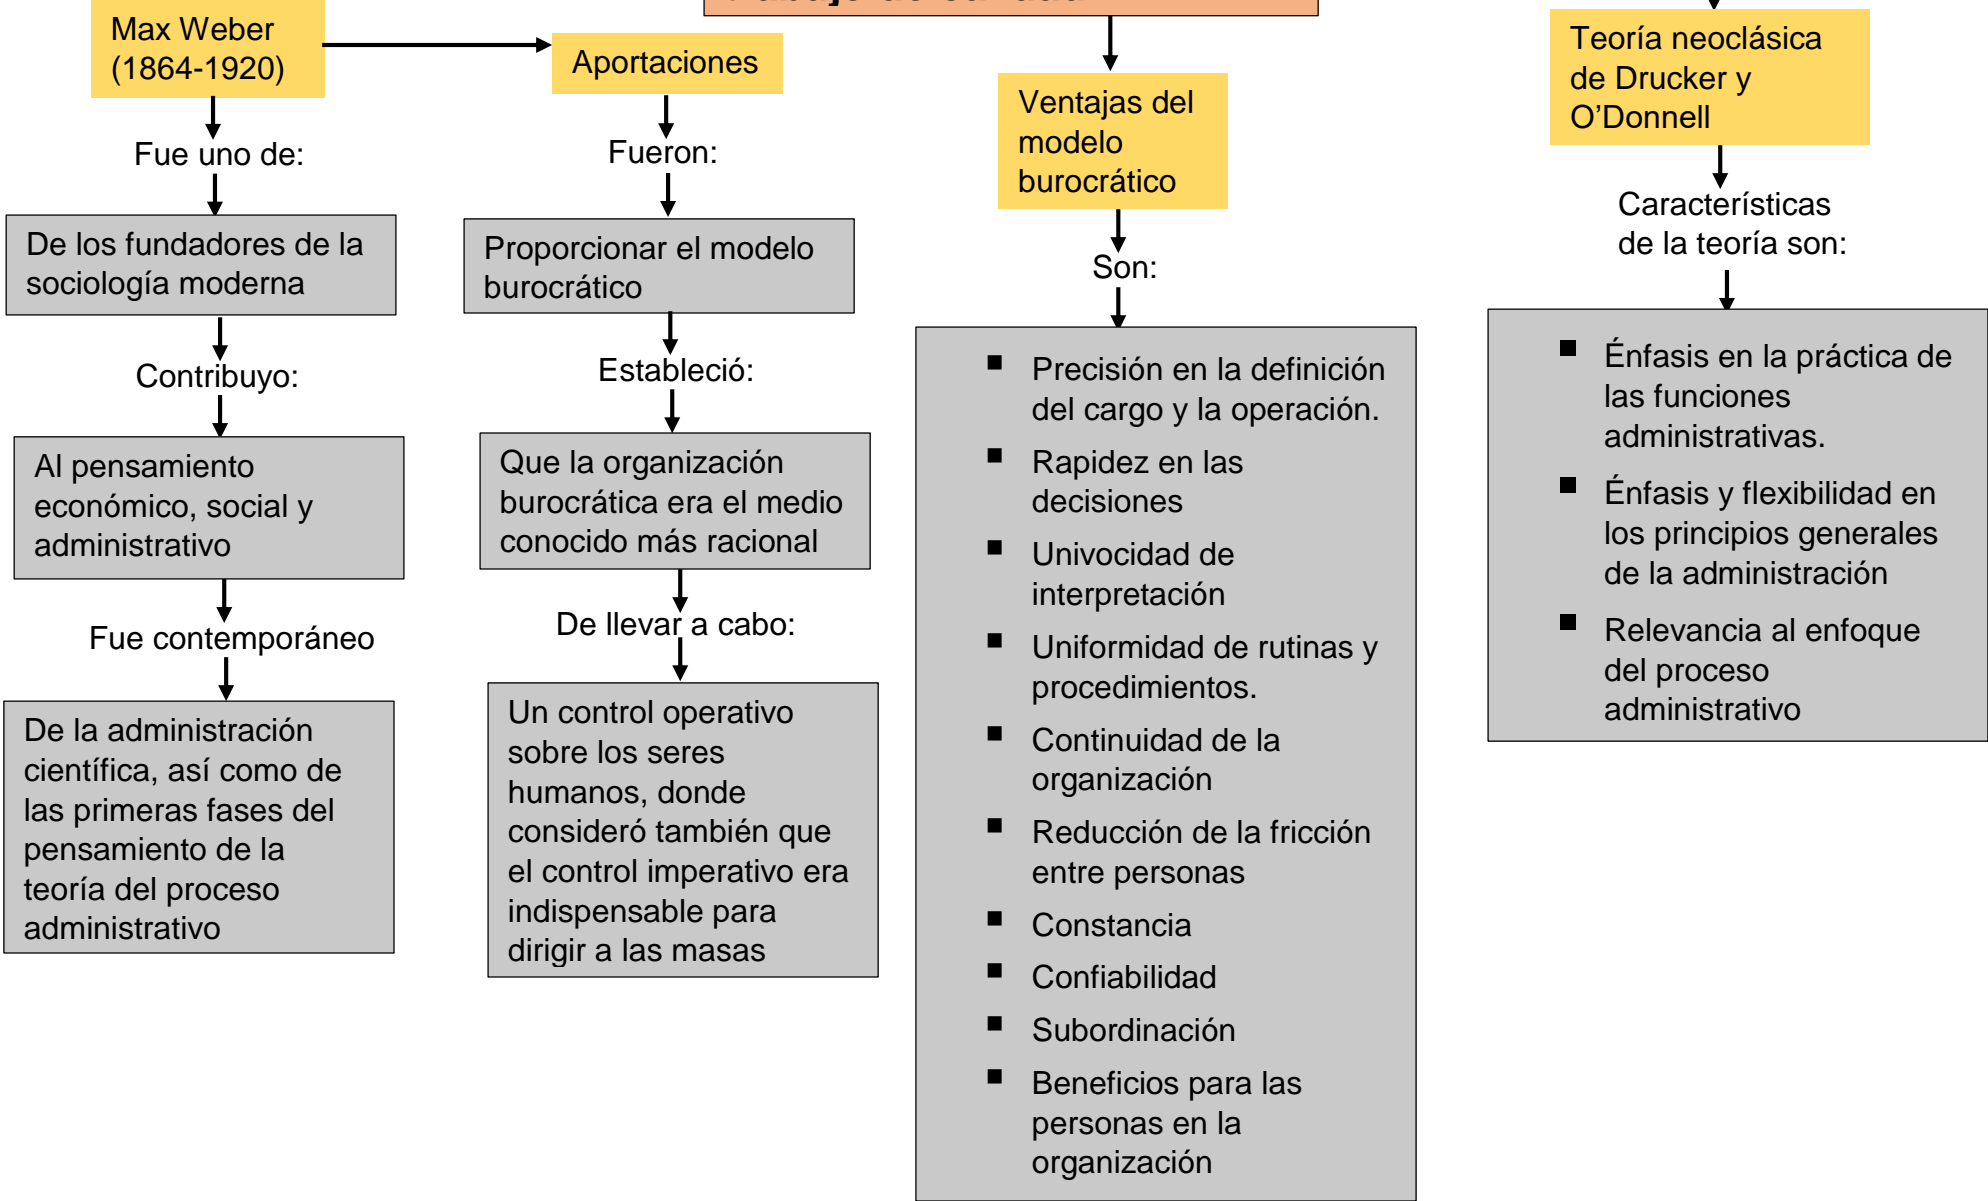 Max Weber
(1864-1920)
Fue uno de:
De los fundadores de la
sociología moderna
Contribuyo:
Al pensamiento
económico, social y
administrativo
Fue contemporáneo
De la administración
científica, así como de
las primeras fases del
pensamiento de la
teoría del proceso
administrativo
Aportaciones
Fueron:
Proporcionar el modelo
burocrático
Estableció:
Que la organización
burocrática era el medio
conocido más racional
De llevar a cabo:
Un control operativo
sobre los seres
humanos, donde
consideró también que
el control imperativo era
indispensable para
dirigir a las masas
Ventajas del
modelo
burocrático
Son:
Precisión en la definición
del cargo y la operación.
Rapidez en las
decisiones
Univocidad de
interpretación
Uniformidad de rutinas y
procedimientos.
Continuidad de la
organización
Reducción de la fricción
entre personas
Constancia
Confiabilidad
Subordinación
Beneficios para las
personas en la
organización
Teoría neoclásica
de Drucker y
O’Donnell
Características
de la teoría son:
Énfasis en la práctica de
las funciones
administrativas.
Énfasis y flexibilidad en
los principios generales
de la administración
Relevancia al enfoque
del proceso
administrativo